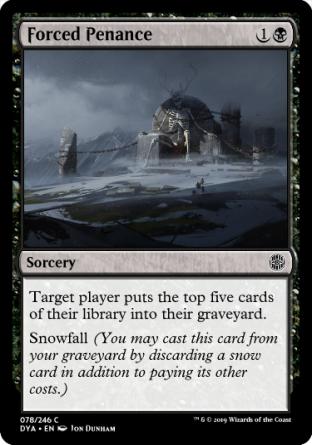 Forced Penance 1
Sorcery
Target player puts the top five cards
of their library into their graveyard.
Snowfall (You may cast this card from
your graveyard by discarding a snow
card in addition to paying its other
costs.)
078/246 C
DYA • EN Jon Dunham
™ & © 2019 Wizards of the Coast